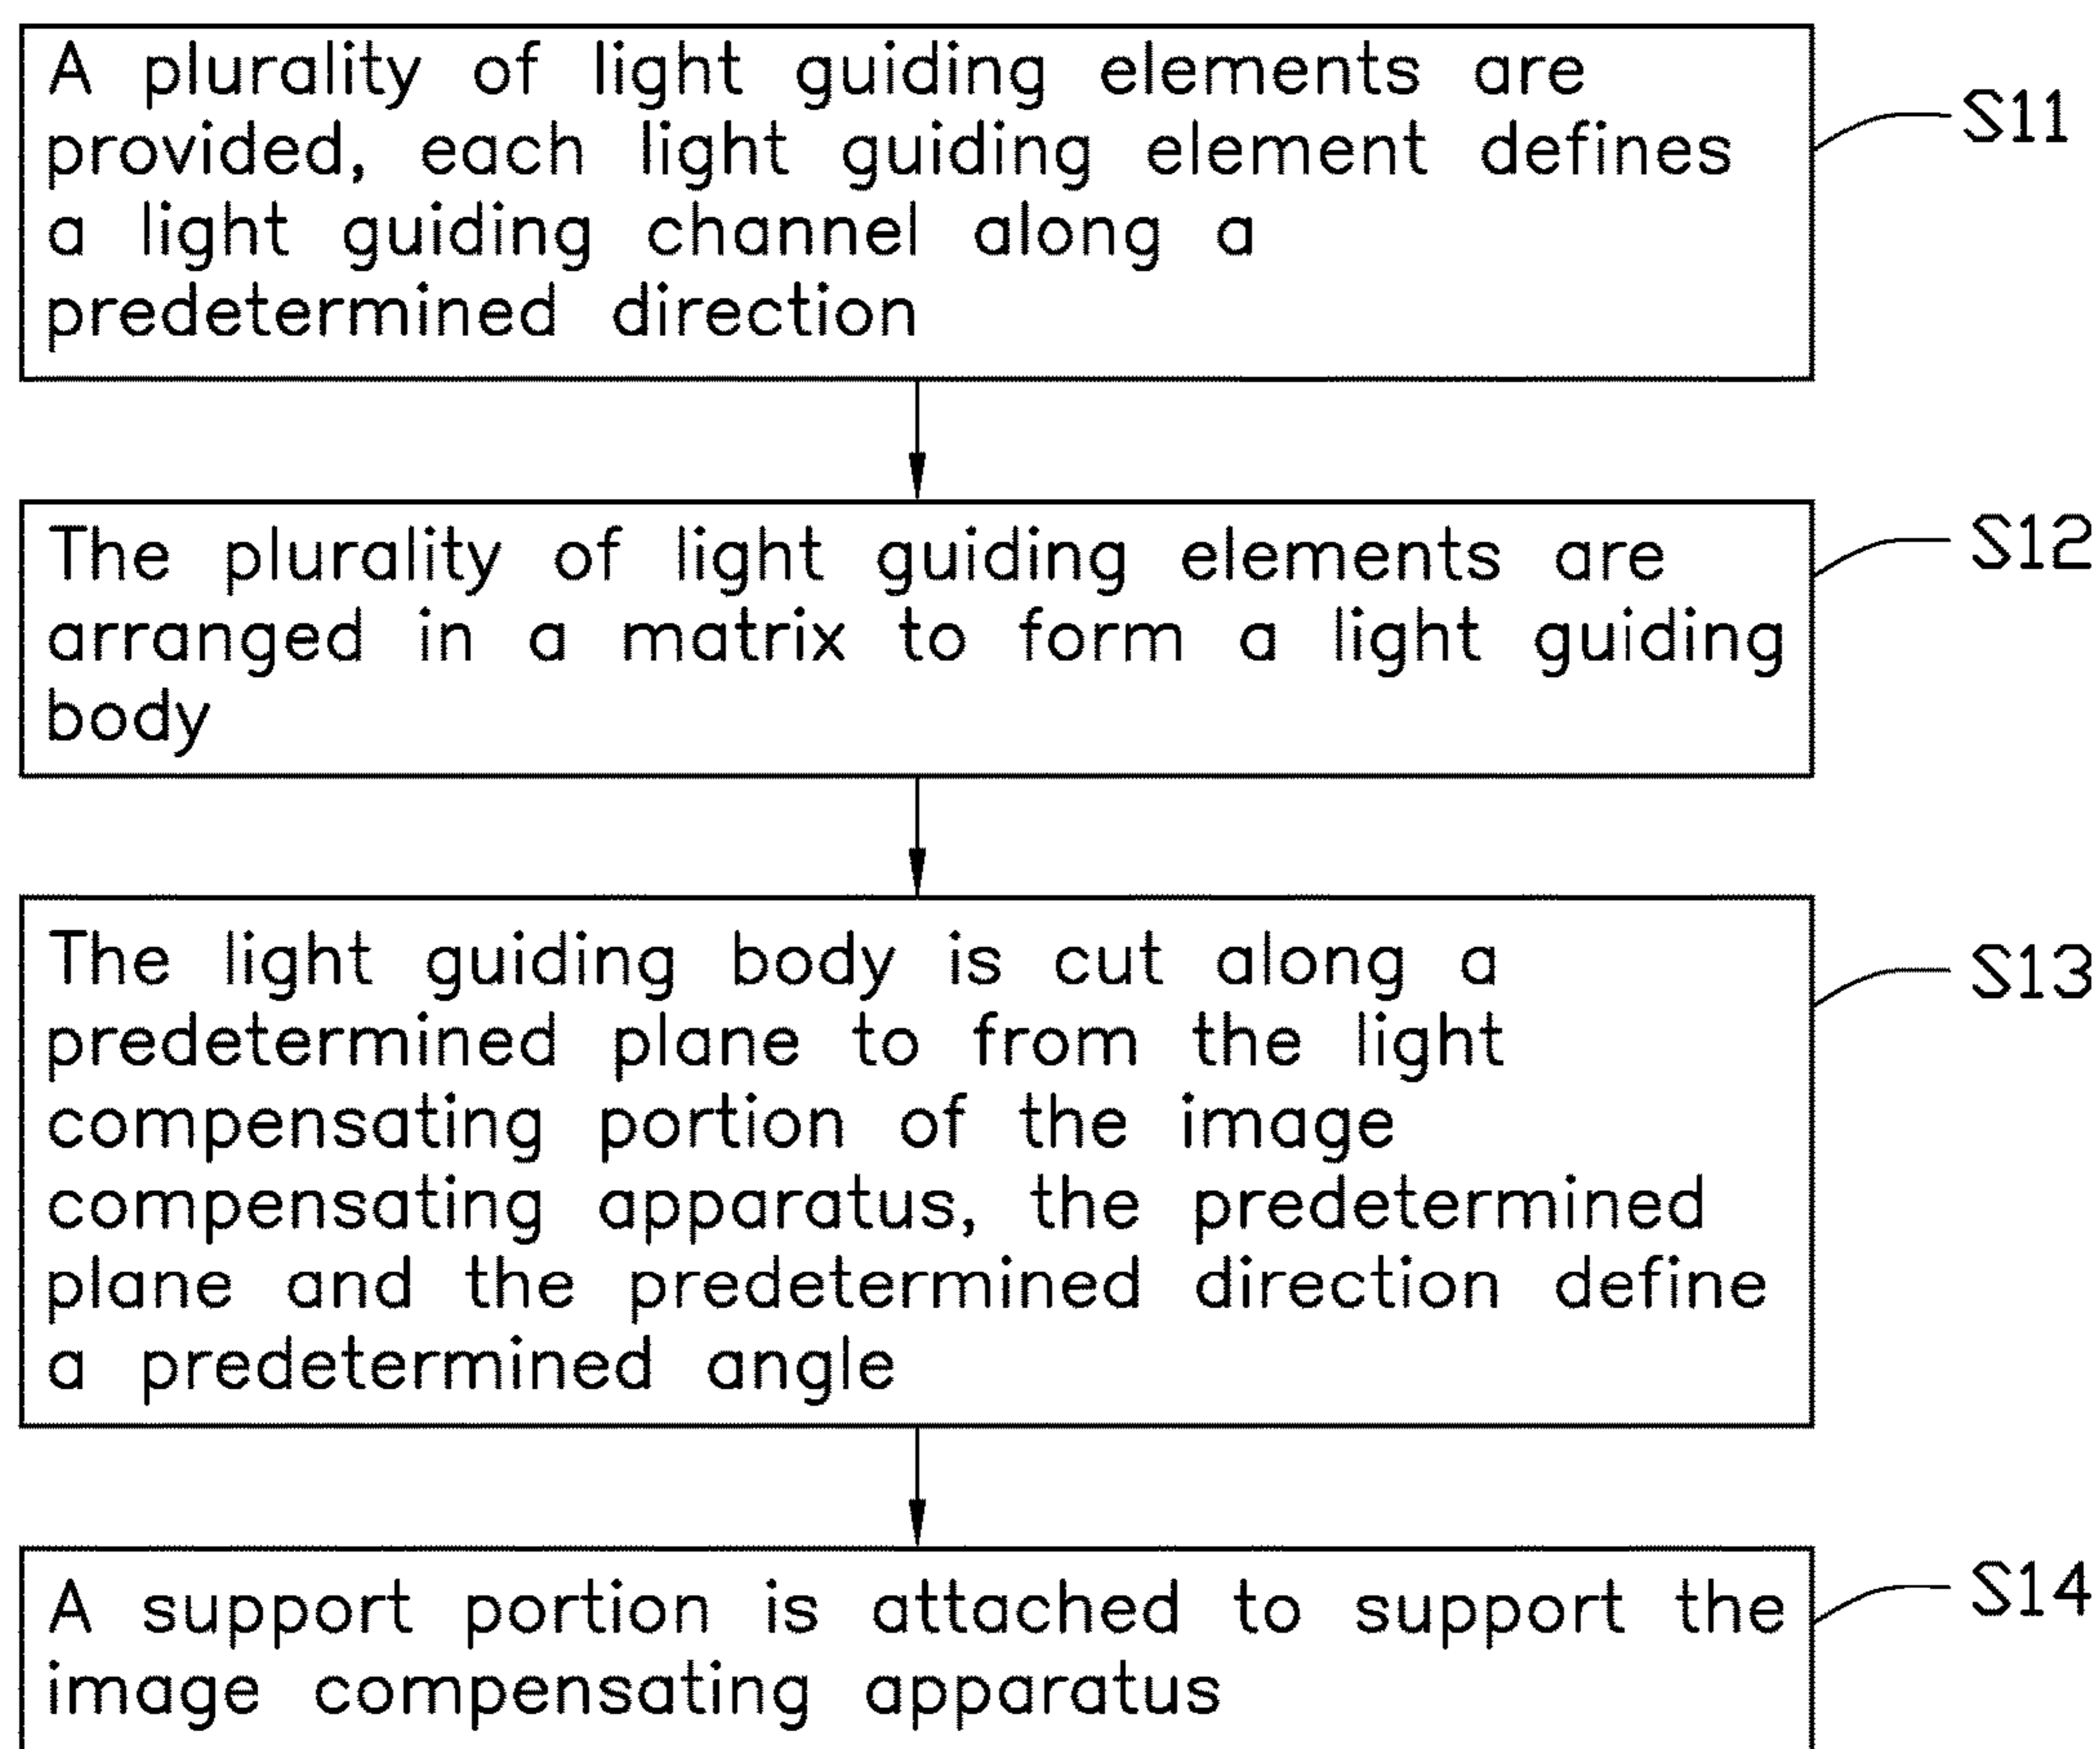 A plurality of light guiding elements are
provided, each light guiding element defines
a light guiding channel along a
predetermined direction
S11
The plurality of light guiding elements are
arranged in a matrix to form a light guiding
body
S12
The light guiding body is cut along a
predetermined plane to from the light
compensating portion of the image
compensating apparatus, the predetermined
plane and the predetermined direction define
a predetermined angle
S13
A support portion is attached to support the
image compensating apparatus
S14